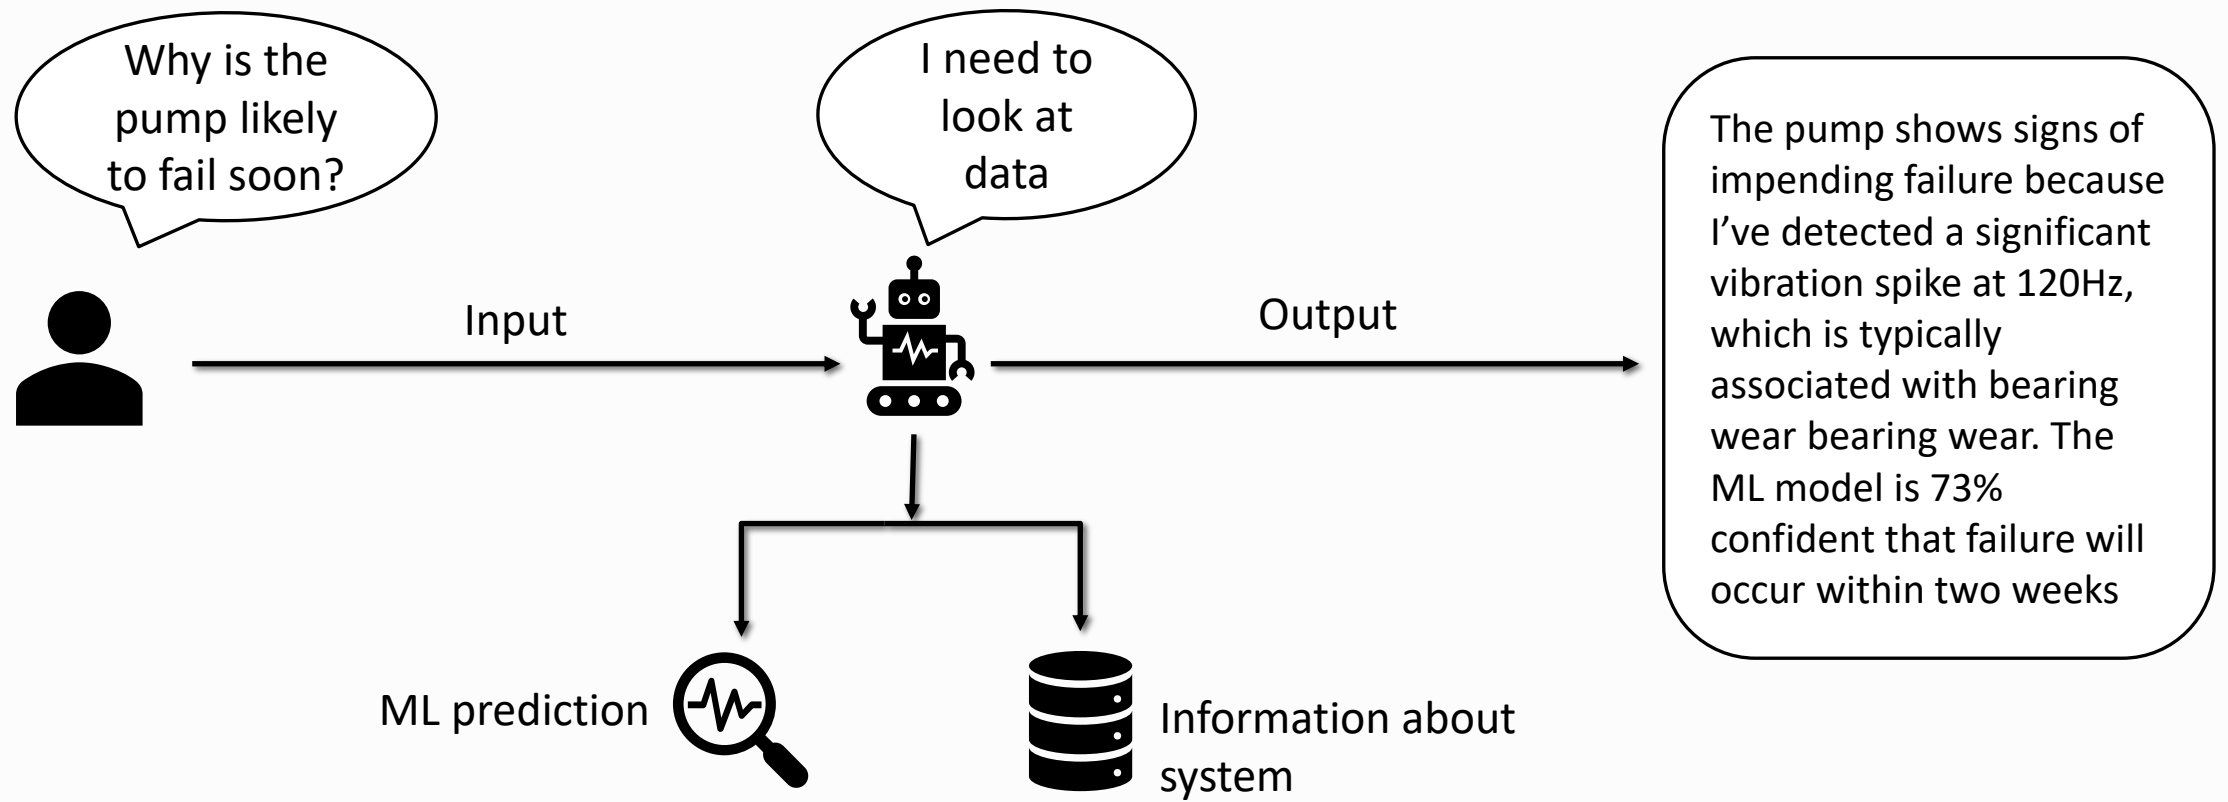 Why is the
pump likely
to fail soon?
I need to
look at
data
Input
Output
The pump shows signs of
impending failure because
I’ve detected a significant
vibration spike at 120Hz,
which is typically
associated with bearing
wear bearing wear. The
ML model is 73%
confident that failure will
occur within two weeks
ML prediction
Information about
system